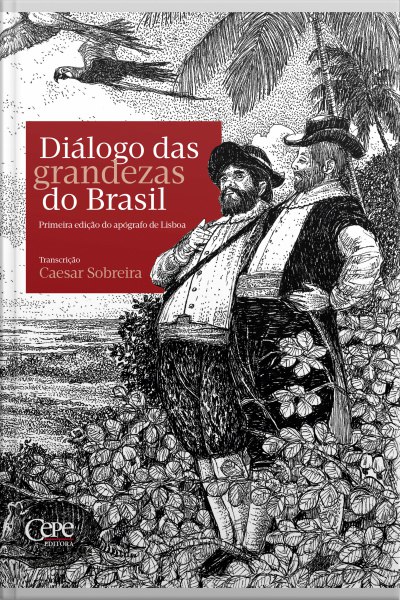 Diálogo das
grandezas
do Brasil
Primeira edição do apógrafo de Lisboa
Transcrição
Caesar Sobreira
Cepe
EDITORA